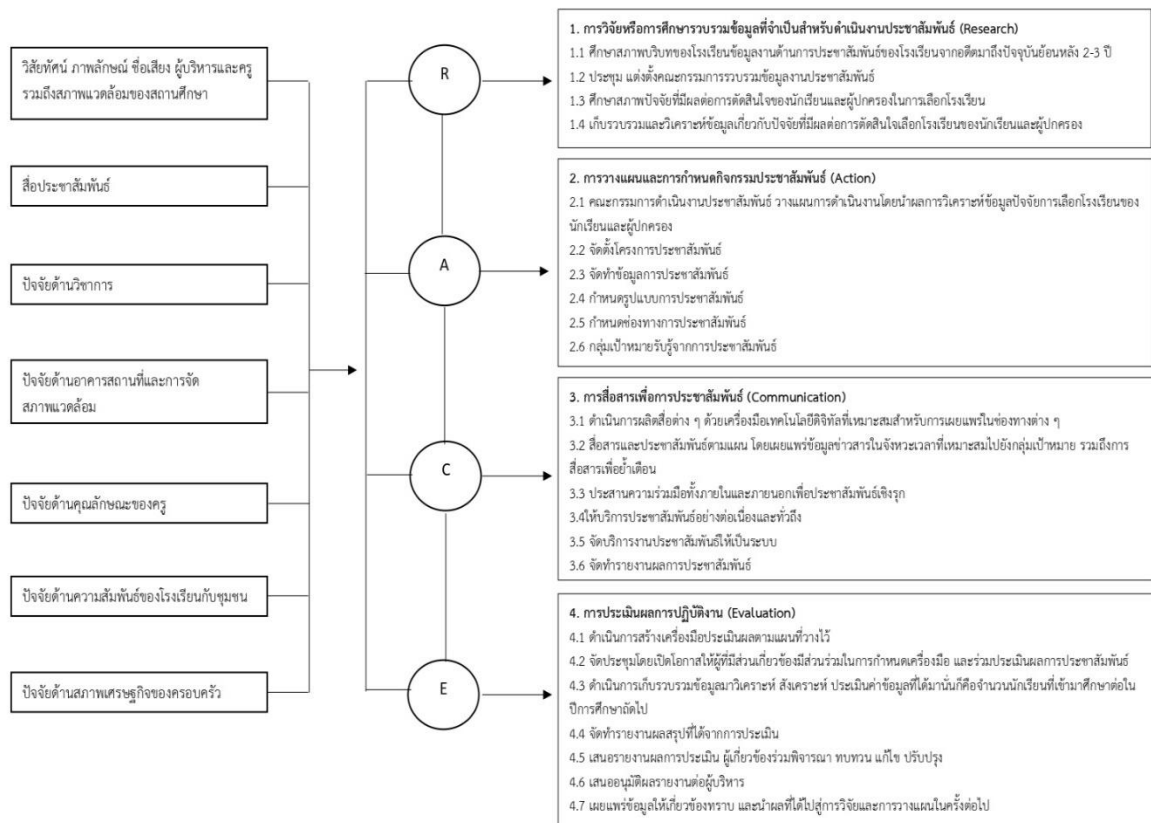 วิสัยทัศน์ ภาพลักษณ์ ชื่อเสียง ผู้บริหารและครู
รวมถึงสภาพแวดล้อมของสถานศึกษา
สื่อประชาสัมพันธ์
ปัจจัยด้านวิชาการ
ปัจจัยด้านอาคารสถานที่และการจัด
สภาพแวดล้อม
ปัจจัยด้านคุณลักษณะของครู
ปัจจัยด้านความสัมพันธ์ของโรงเรียนกับชุมชน
ปัจจัยด้านสภาพเศรษฐกิจของครอบครัว
R
1. การวิจัยหรือการศึกษารวบรวมข้อมูลที่จำเป็นสำหรับดำเนินงานประชาสัมพันธ์ (Research)
1.1 ศึกษาสภาพบริบทของโรงเรียนข้อมูลงานด้านการประชาสัมพันธ์ของโรงเรียนจากอดีตมาถึงปัจจุบันย้อนหลัง 2-3 ปี
1.2 ประชุม แต่งตั้งคณะกรรมการรวบรวมข้อมูลงานประชาสัมพันธ์
1.3 ศึกษาสภาพปัจจัยที่มีผลต่อการตัดสินใจของนักเรียนและผู้ปกครองในการเลือกโรงเรียน
1.4 เก็บรวบรวมและวิเคราะห์ข้อมูลเกี่ยวกับปัจจัยที่มีผลต่อการตัดสินใจเลือกโรงเรียนของนักเรียนและผู้ปกครอง
A
2. การวางแผนและการกำหนดกิจกรรมประชาสัมพันธ์ (Action)
2.1 คณะกรรมการดำเนินงานประชาสัมพันธ์ วางแผนการดำเนินงานโดยนำผลการวิเคราะห์ข้อมูลปัจจัยการเลือกโรงเรียนของ
นักเรียนและผู้ปกครอง
2.2 จัดตั้งโครงการประชาสัมพันธ์
2.3 จัดทำข้อมูลการประชาสัมพันธ์
2.4 กำหนดรูปแบบการประชาสัมพันธ์
2.5 กำหนดช่องทางการประชาสัมพันธ์
2.6 กลุ่มเป้าหมายรับรู้จากการประชาสัมพันธ์
C
3. การสื่อสารเพื่อการประชาสัมพันธ์ (Communication)
3.1 ดำเนินการผลิตสื่อต่าง ๆ ด้วยเครื่องมือเทคโนโลยีดิจิทัลที่เหมาะสมสำหรับการเผยแพร่ในช่องทางต่าง ๆ
3.2 สื่อสารและประชาสัมพันธ์ตามแผน โดยเผยแพร่ข้อมูลข่าวสารในจังหวะเวลาที่เหมาะสมไปยังกลุ่มเป้าหมาย รวมถึงการ
สื่อสารเพื่อย้ำเตือน
3.3 ประสานความร่วมมือทั้งภายในและภายนอกเพื่อประชาสัมพันธ์เชิงรุก
3.4ให้บริการประชาสัมพันธ์อย่างต่อเนื่องและทั่วถึง
3.5 จัดบริการงานประชาสัมพันธ์ให้เป็นระบบ
3.6 จัดทำรายงานผลการประชาสัมพันธ์
E
4. การประเมินผลการปฏิบัติงาน (Evaluation)
4.1 ดำเนินการสร้างเครื่องมือประเมินผลตามแผนที่วางไว้
4.2 จัดประชุมโดยเปิดโอกาสให้ผู้ที่มีส่วนเกี่ยวข้องมีส่วนร่วมในการกำหนดเครื่องมือ และร่วมประเมินผลการประชาสัมพันธ์
4.3 ดำเนินการเก็บรวบรวมข้อมูลมาวิเคราะห์ สังเคราะห์ ประเมินค่าข้อมูลที่ได้มานั่นก็คือจำนวนนักเรียนที่เข้ามาศึกษาต่อใน
ปีการศึกษาถัดไป
4.4 จัดทำรายงานผลสรุปที่ได้จากการประเมิน
4.5 เสนอรายงานผลการประเมิน ผู้เกี่ยวข้องร่วมพิจารณา ทบทวน แก้ไข ปรับปรุง
4.6 เสนออนุมัติผลรายงานต่อผู้บริหาร
4.7 เผยแพร่ข้อมูลให้เกี่ยวข้องทราบ และนำผลที่ได้ไปสู่การวิจัยและการวางแผนในครั้งต่อไป